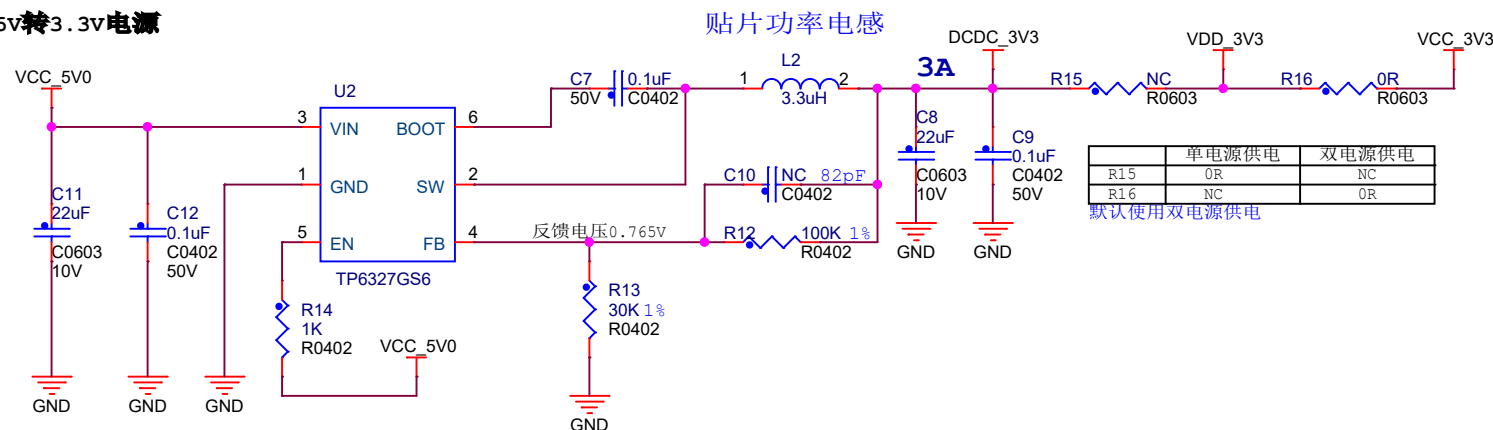 5V转3.3V电源
贴片功率电感
VCC_5V0
U2
3 VIN
BOOT 6
1 GND
SW 2
5 EN
FB 4
TP6327GS6
C11
22uF
C0603
10V
C12
0.1uF
C0402
50V
R14
1K
R0402
VCC_5V0
GND
GND
GND
C7 0.1uF
50V C0402
1 L2 2
3.3uH
C10 NC 82pF
C0402
反馈电压0.765V
R12 100K 1%
R0402
R13
30K 1%
R0402
GND
3A
DCDC_3V3
C8
22uF
C0603
10V
GND
C9
0.1uF
C0402
50V
GND
R15 NC
R0603
VDD_3V3
R16 0R
R0603
VCC_3V3
单电源供电 双电源供电
R15 0R NC
R16 NC 0R
默认使用双电源供电